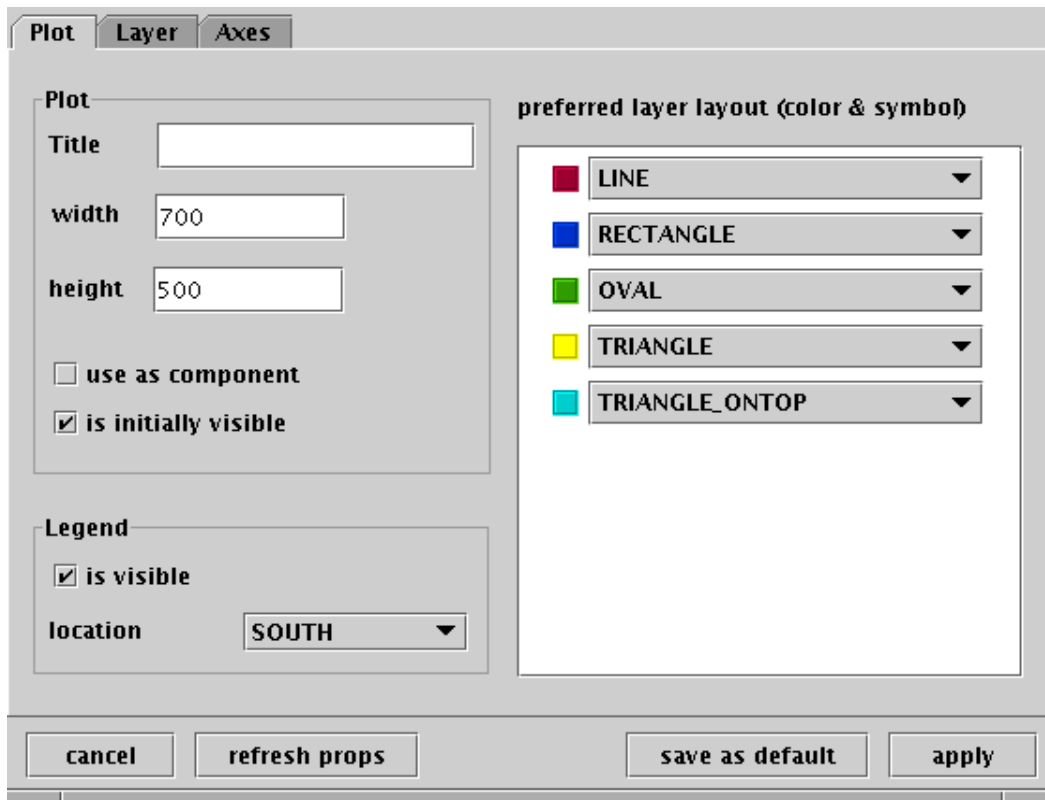 Plot Layer Axes
Plot
Title
width 700
height 500
use as component
is initially visible
Legend
is visible
location SOUTH
preferred layer layout (color & symbol)
LINE
RECTANGLE
OVAL
TRIANGLE
TRIANGLE_ONTOP
cancel refresh props save as default apply